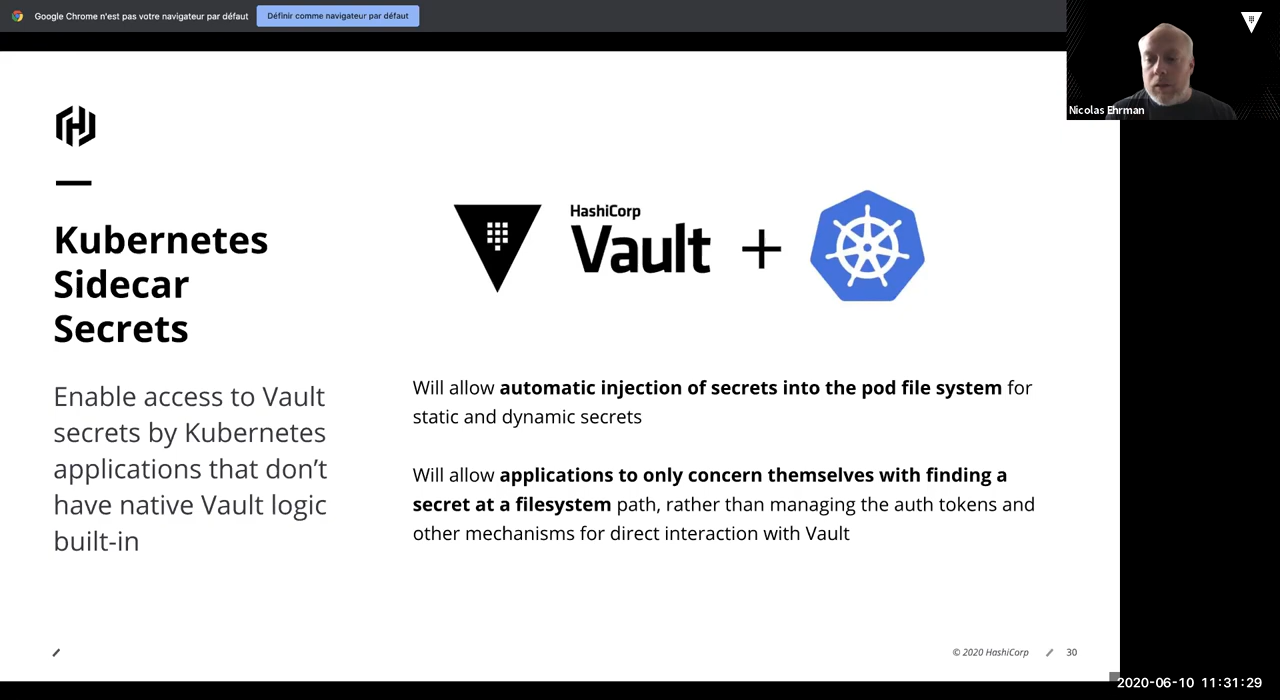 Google Chrome n'est pas votre navigateur par défaut
Définir comme navigateur par défaut
Nicolas Ehrman
Kubernetes
Sidecar
Secrets
Enable access to Vault
secrets by Kubernetes
applications that don’t
have native Vault logic
built-in
HashiCorp
Vault
+
Will allow automatic injection of secrets into the pod file system for
static and dynamic secrets
Will allow applications to only concern themselves with finding a
secret at a filesystem path, rather than managing the auth tokens and
other mechanisms for direct interaction with Vault
© 2020 HashiCorp
30
2020-06-10 11:31:29